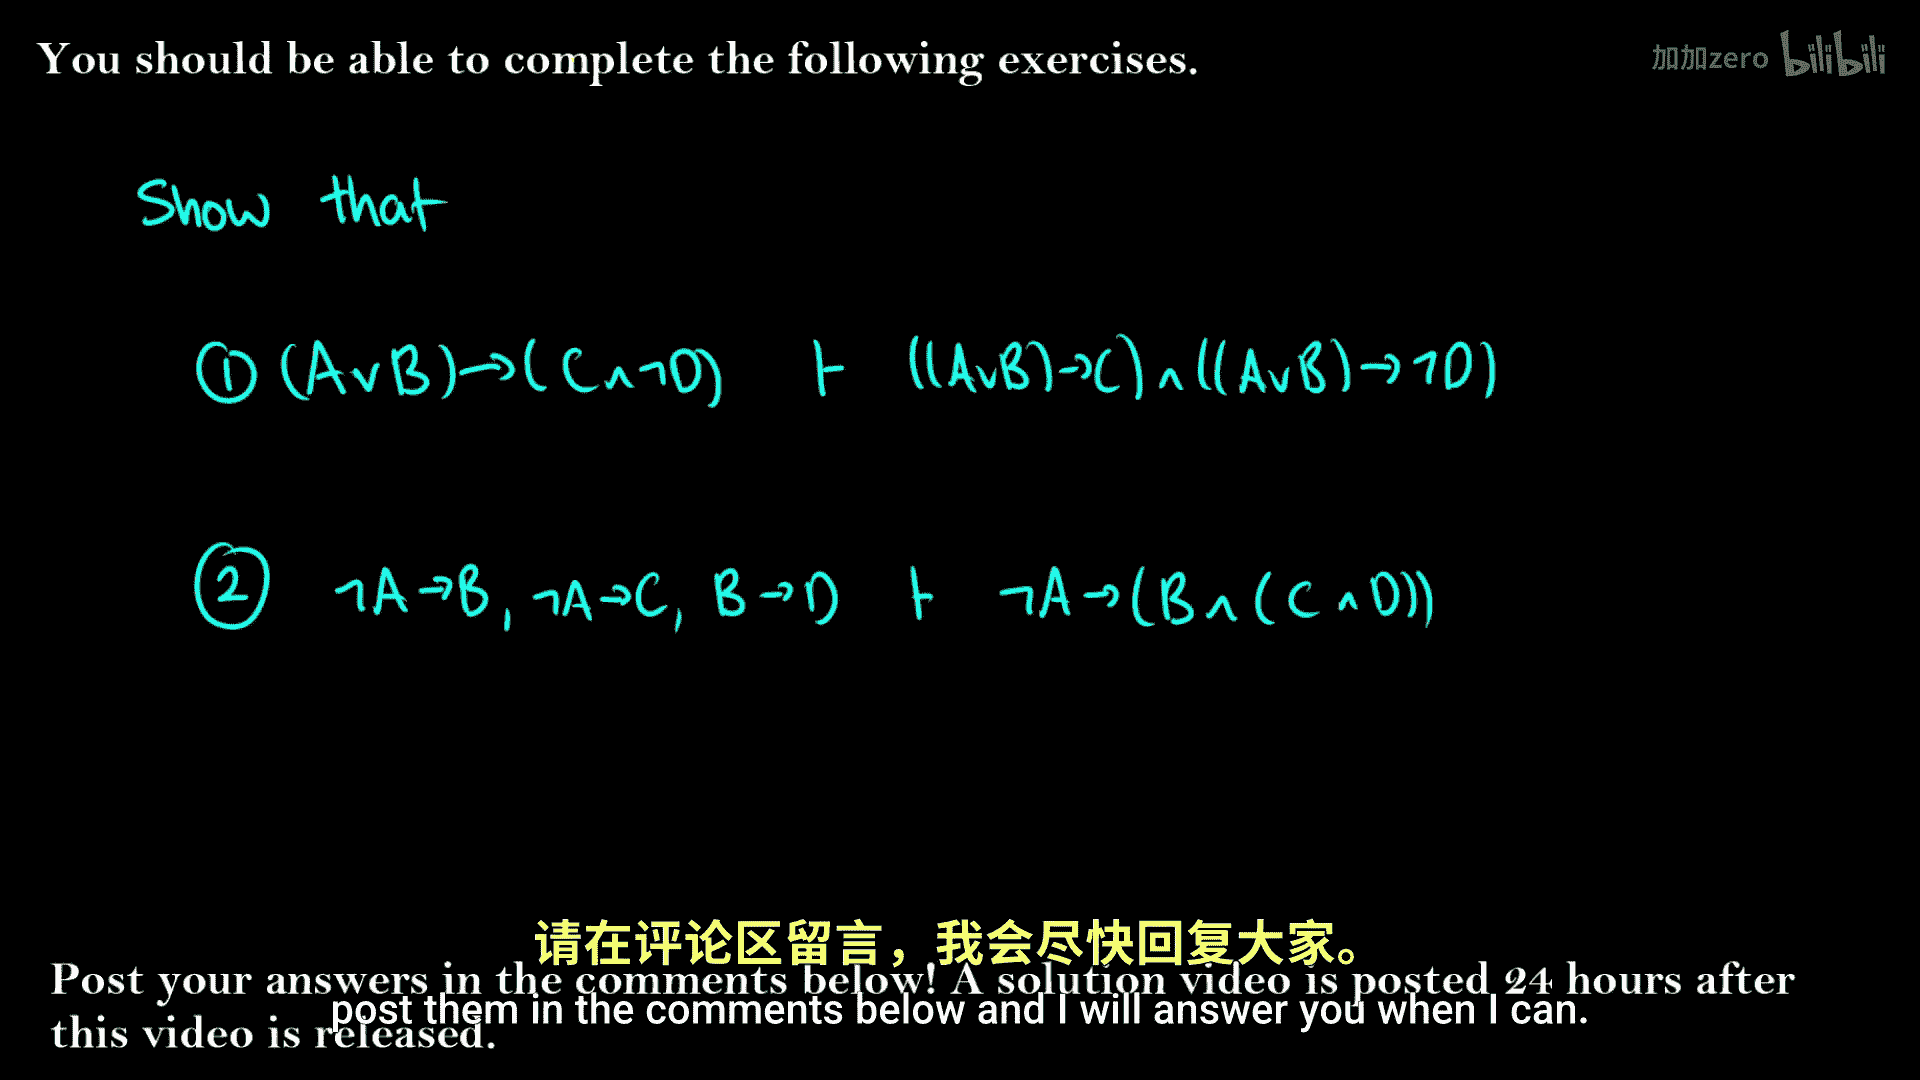 You should be able to complete the following exercises.
加加zero bilibili
Show that
① (A∨B)→(C∧¬D) ⊢ ((A∨B)→C)∧((A∨B)→¬D)
② ¬A→B, ¬A→C, B→D ⊢ ¬A→(B∧(C∧D))
请在评论区留言，我会尽快回复大家。
Post your answers in the comments below! A solution video is posted 24 hours after
post them in the comments below and I will answer you when I can.
this video is released.